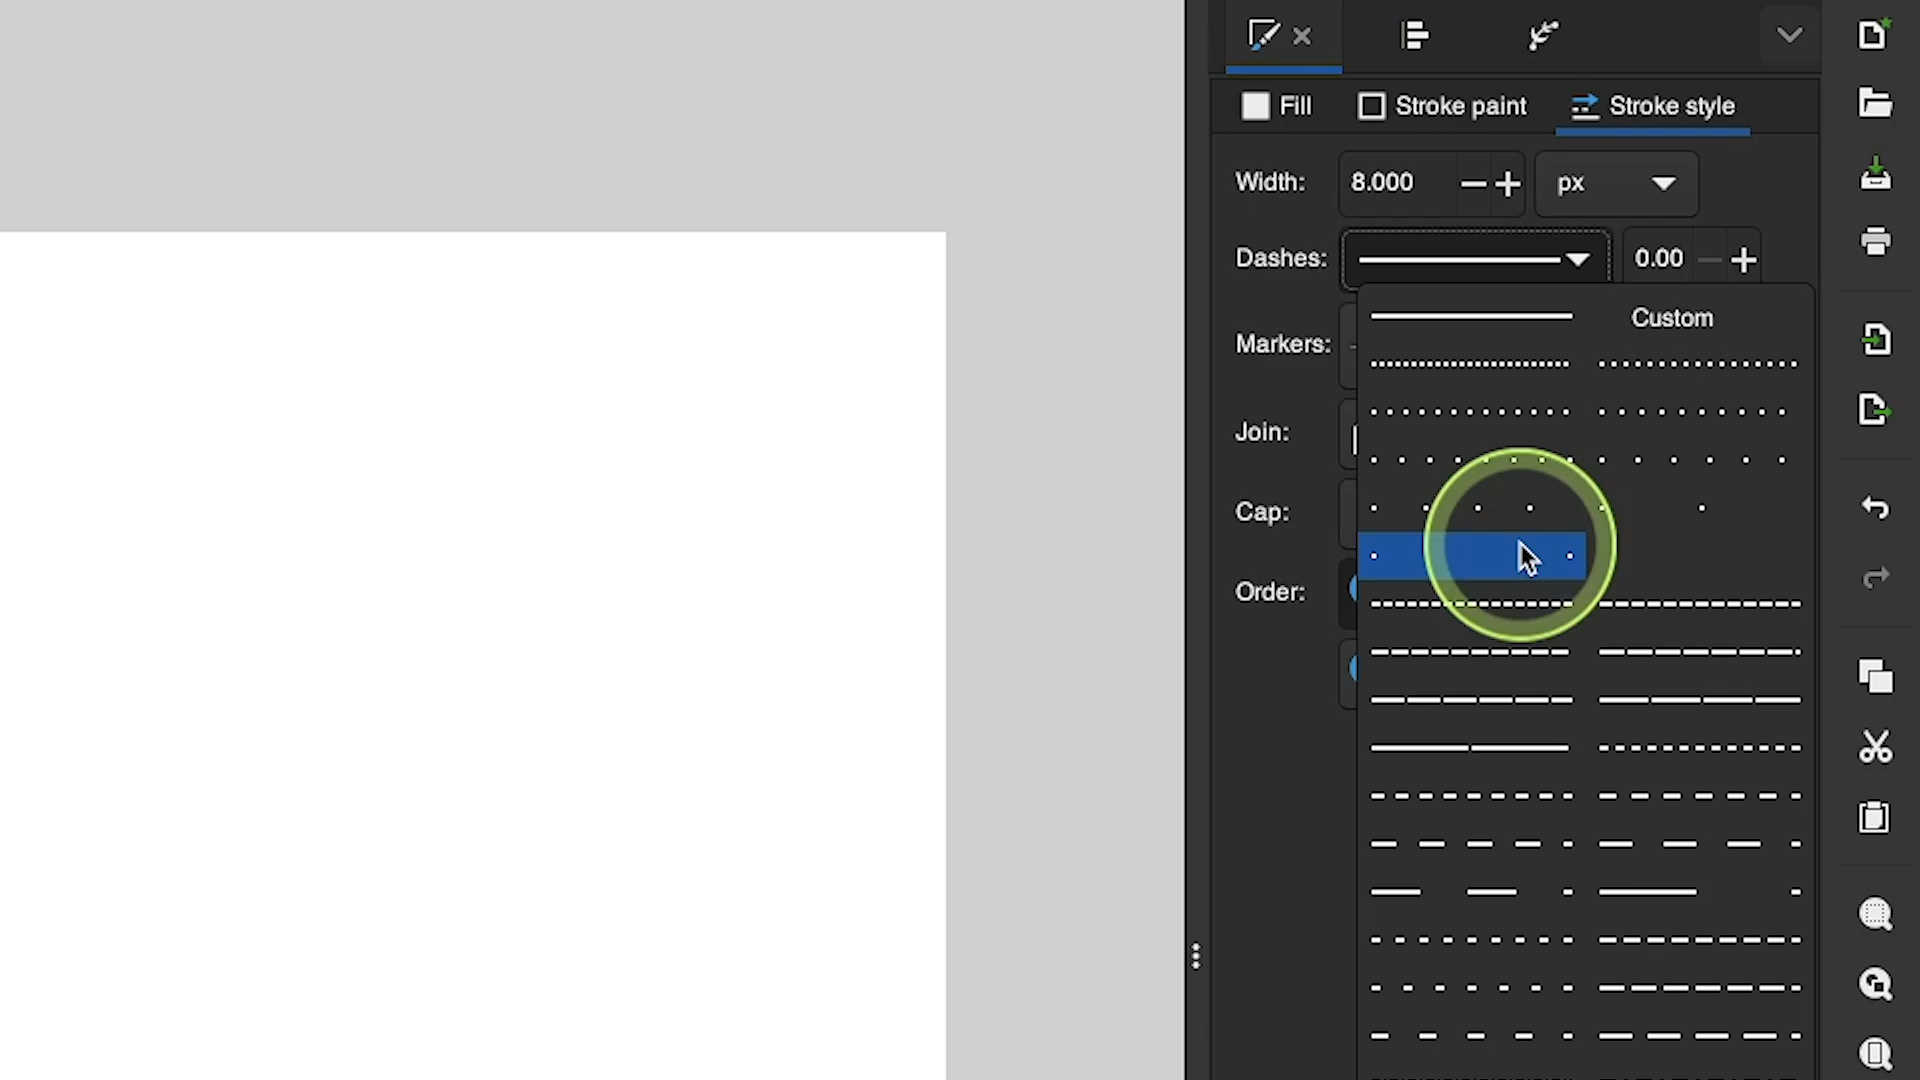 Fill Stroke paint Stroke style
Width: 8.000 px
Dashes: 0.00
Custom
Markers:
Join:
Cap:
Order: